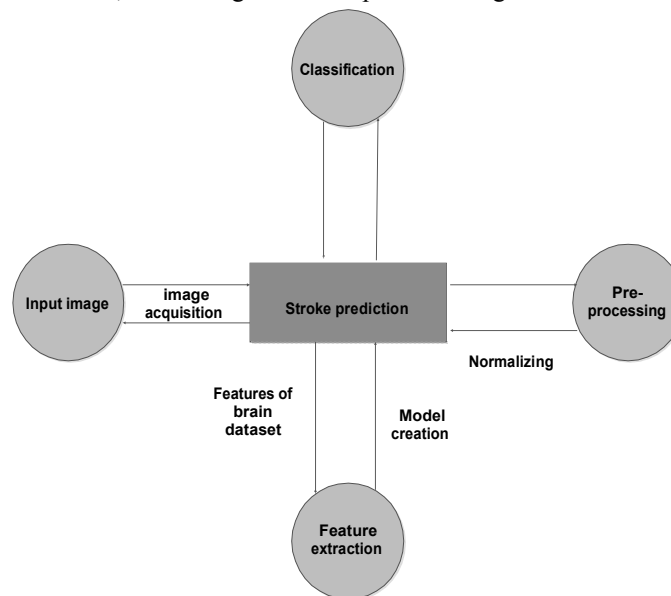 Classification
Input image
image
acquisition
Stroke prediction
Pre-
processing
Normalizing
Features of
brain
dataset
Model
creation
Feature
extraction